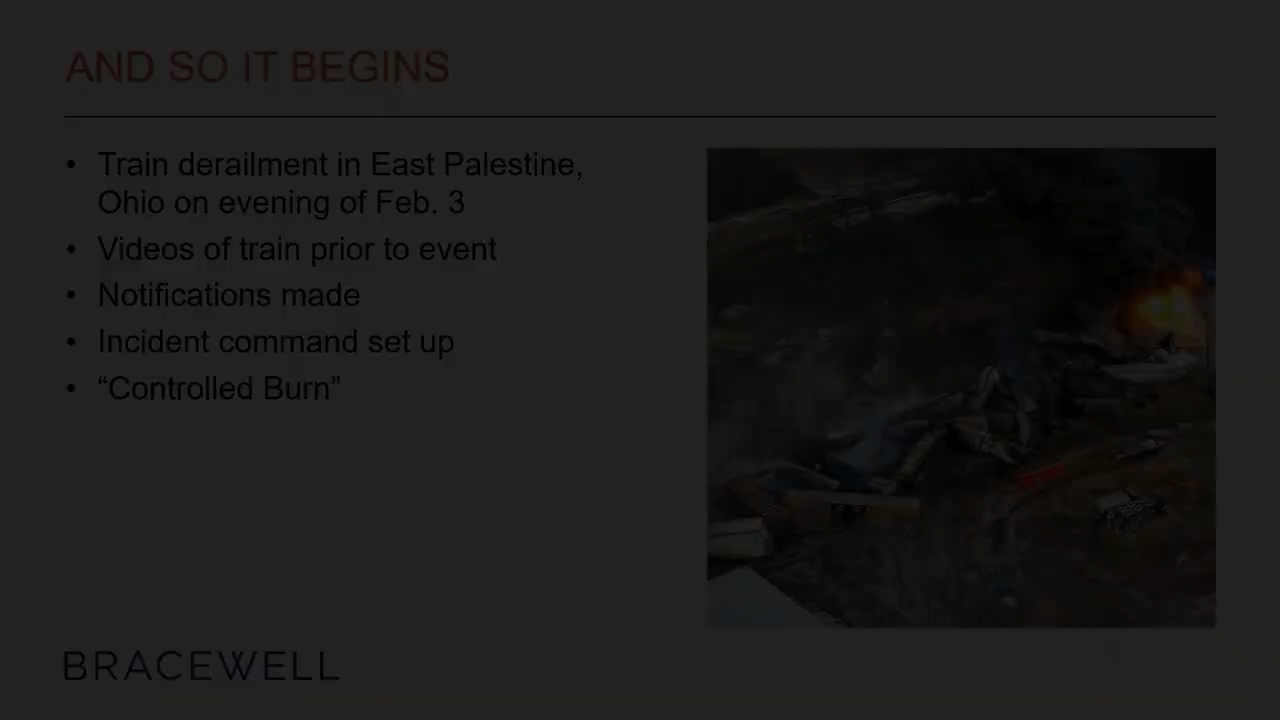 AND SO IT BEGINS
• Train derailment in East Palestine,
Ohio on evening of Feb. 3
• Videos of train prior to event
• Notifications made
• Incident command set up
• “Controlled Burn”
BRACEWELL